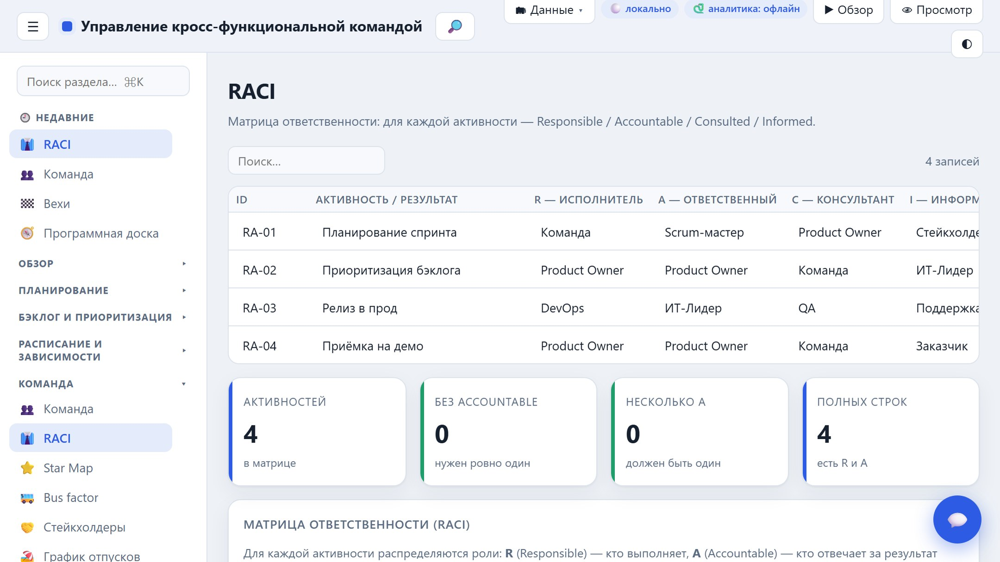 ☰ Управление кросс-функциональной командой
Данные ▾ локально аналитика: офлайн ▶ Обзор Просмотр
Поиск раздела... ⌘K
НЕДАВНИЕ
RACI
Команда
Вехи
Программная доска
ОБЗОР
ПЛАНИРОВАНИЕ
БЭКЛОГ И ПРИОРИТИЗАЦИЯ
РАСПИСАНИЕ И
ЗАВИСИМОСТИ
КОМАНДА
Команда
RACI
Star Map
Bus factor
Стейкхолдеры
График отпусков
RACI
Матрица ответственности: для каждой активности — Responsible / Accountable / Consulted / Informed.
Поиск...
4 записей
ID АКТИВНОСТЬ / РЕЗУЛЬТАТ R — ИСПОЛНИТЕЛЬ A — ОТВЕТСТВЕННЫЙ C — КОНСУЛЬТАНТ I — ИНФОРМ
RA-01 Планирование спринта Команда Scrum-мастер Product Owner Стейкхолде
RA-02 Приоритизация бэклога Product Owner Product Owner Команда ИТ-Лидер
RA-03 Релиз в прод DevOps ИТ-Лидер QA Поддержка
RA-04 Приёмка на демо Product Owner Product Owner Команда Заказчик
АКТИВНОСТЕЙ
4
в матрице
БЕЗ ACCOUNTABLE
0
нужен ровно один
НЕСКОЛЬКО A
0
должен быть один
ПОЛНЫХ СТРОК
4
есть R и A
МАТРИЦА ОТВЕТСТВЕННОСТИ (RACI)
Для каждой активности распределяются роли: R (Responsible) — кто выполняет, A (Accountable) — кто отвечает за результат